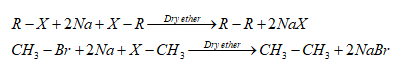 R – X + 2Na + X – R —Dry ether→ R – R + 2NaX
CH₃ – Br + 2Na + X – CH₃ —Dry ether→ CH₃ – CH₃ + 2NaBr